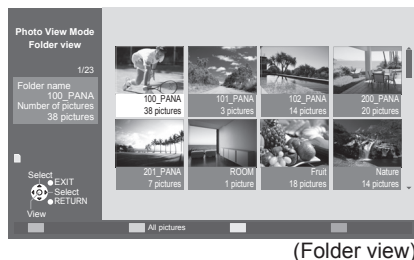 Photo View Mode
Folder view
1/23
Folder name
100_PANA
Number of pictures
38 pictures
Select
EXIT
Select
RETURN
View
100_PANA
38 pictures
101_PANA
3 pictures
102_PANA
14 pictures
200_PANA
20 pictures
201_PANA
7 pictures
ROOM
1 picture
Fruit
18 pictures
Nature
14 pictures
All pictures
(Folder view)